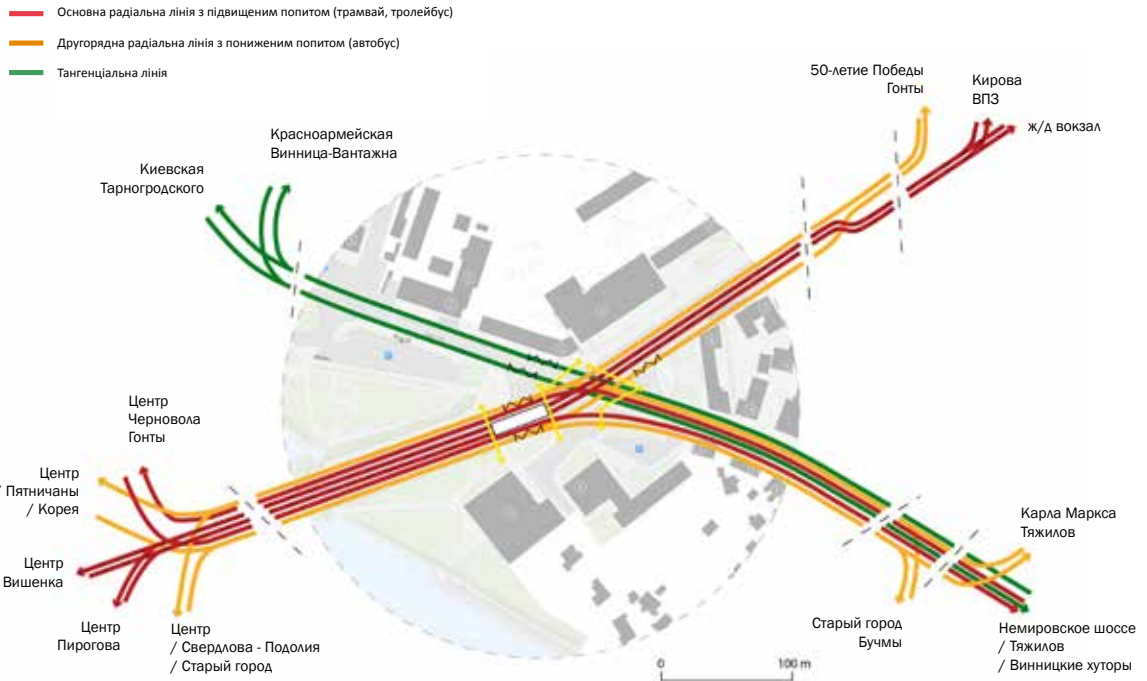 Основна радіальна лінія з підвищеним попитом (трамвай, тролейбус)
Другорядна радіальна лінія з пониженим попитом (автобус)
Тангенціальна лінія
50-летие Победы
Гонты
Кирова
ВПЗ
ж/д вокзал
Красноармейская
Винница-Вантажна
Киевская
Тарногродского
Центр
Черновола
Гонты
Центр
/ Пятничаны
/ Корея
Центр
Вишенка
Центр
Пирогова
Центр
/ Свердлова - Подолия
/ Старый город
Карла Маркса
Тяжилов
Старый город
Бучмы
Немировское шоссе
/ Тяжилов
/ Винницкие хуторы
0
100 m